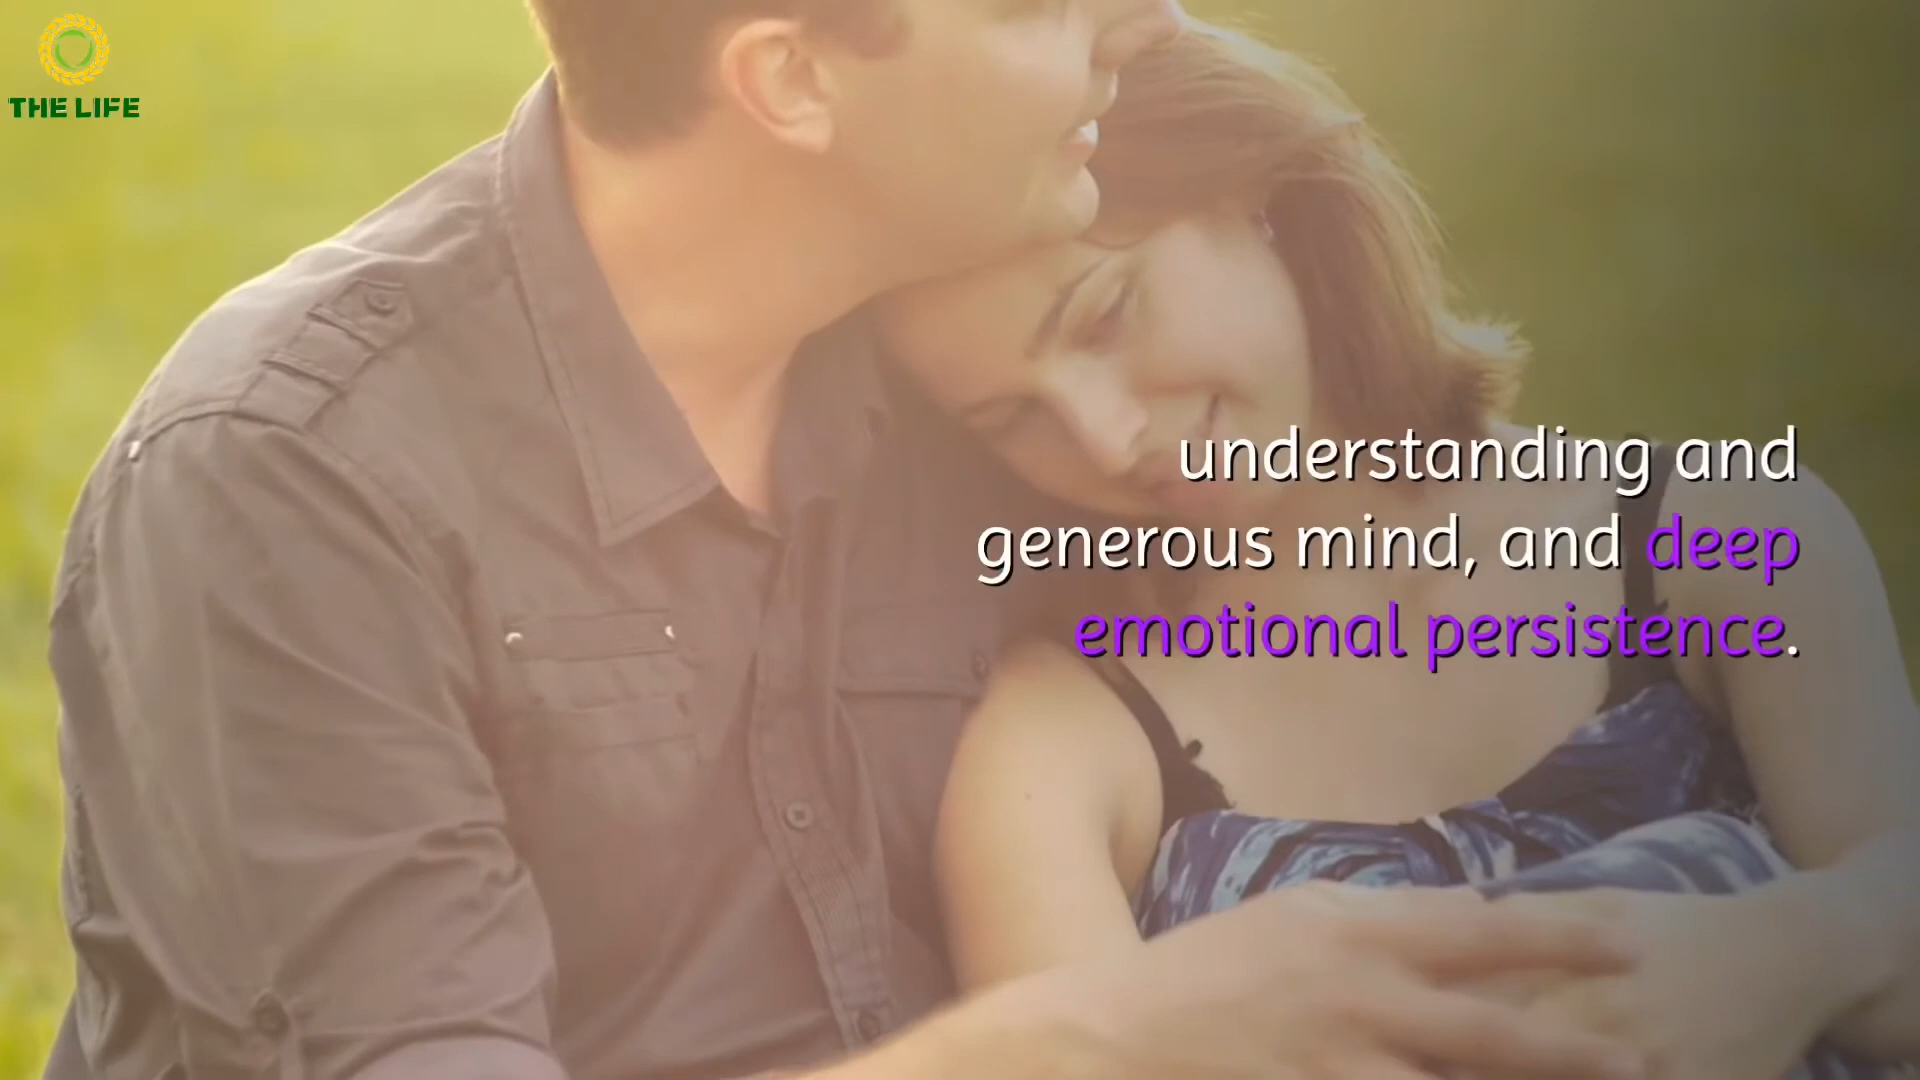 THE LIFE
understanding and
generous mind, and deep
emotional persistence.